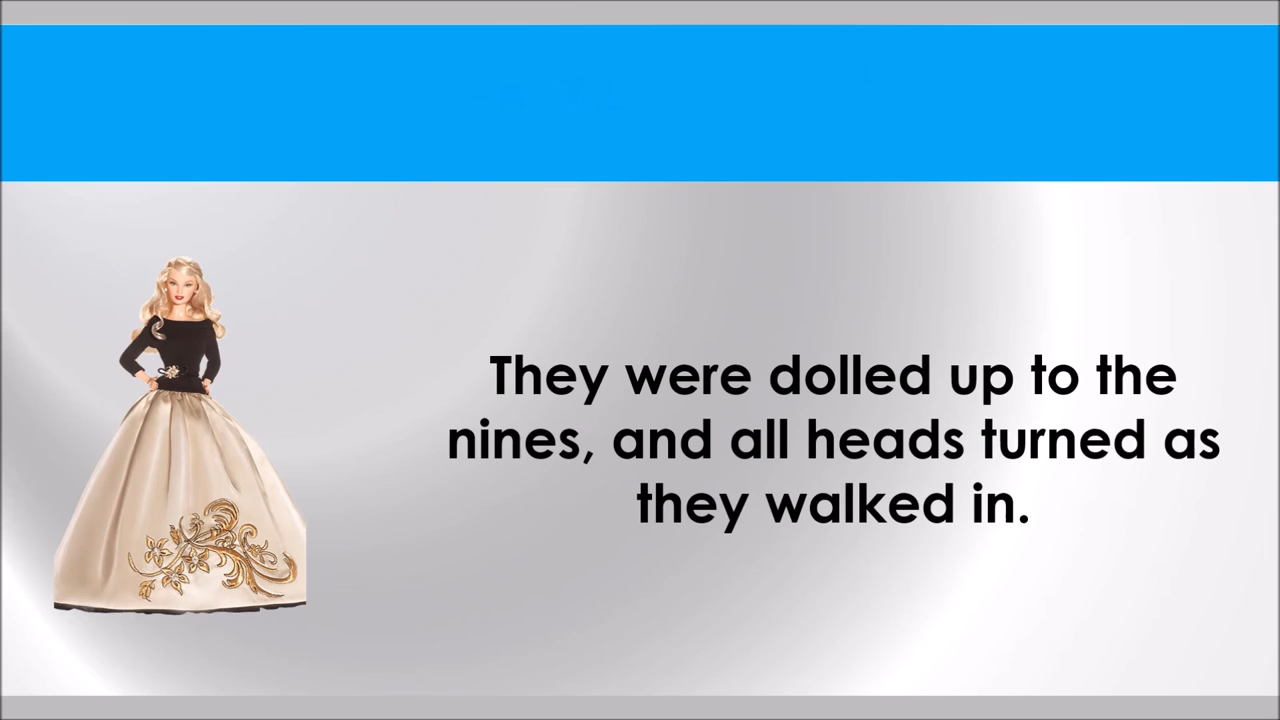 They were dolled up to the
nines, and all heads turned as
they walked in.